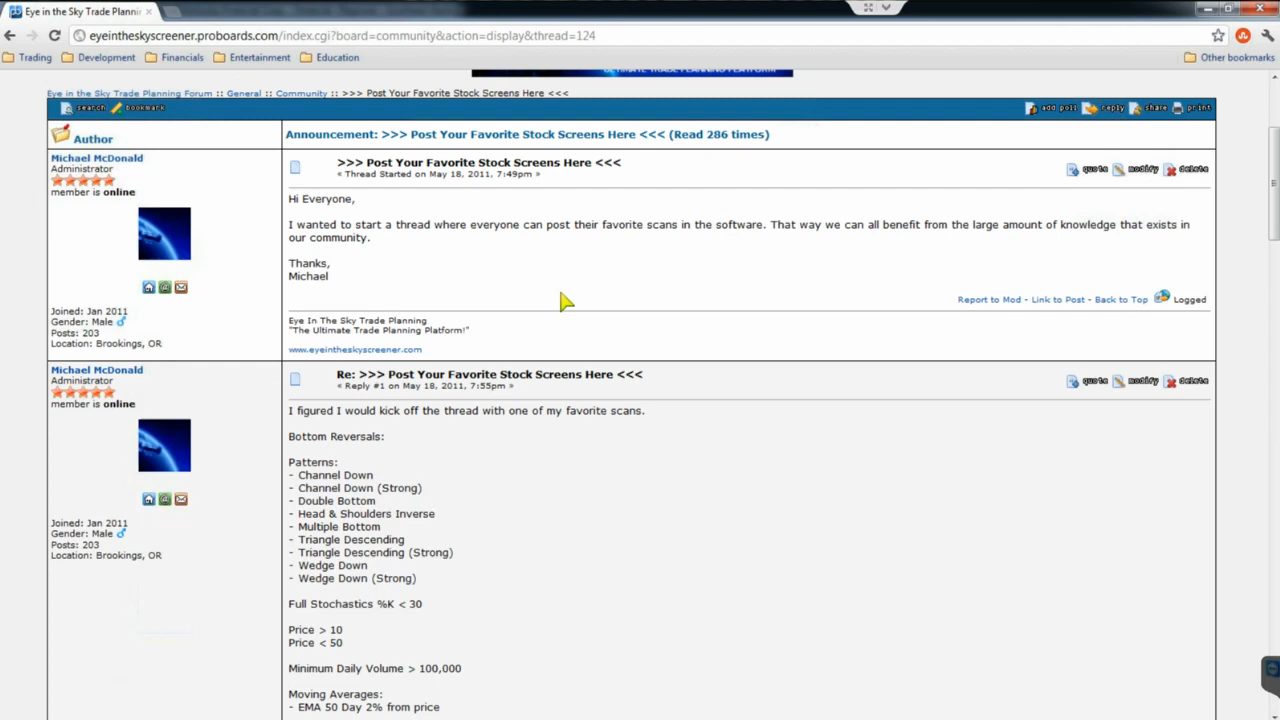 Eye in the Sky Trade Planni
eyeintheskyscreener.proboards.com/index.cgi?board=community&action=display&thread=124
Trading Development Financials Entertainment Education Other bookmarks
ULTIMATE TRADE PLANNING PLATFORM
Eye in the Sky Trade Planning Forum :: General :: Community :: >>> Post Your Favorite Stock Screens Here <<<
search bookmark add poll reply share print
Author Announcement: >>> Post Your Favorite Stock Screens Here <<< (Read 286 times)
Michael McDonald
Administrator
member is online
Joined: Jan 2011
Gender: Male
Posts: 203
Location: Brookings, OR
>>> Post Your Favorite Stock Screens Here <<<
« Thread Started on May 18, 2011, 7:49pm »
quote modify delete
Hi Everyone,
I wanted to start a thread where everyone can post their favorite scans in the software. That way we can all benefit from the large amount of knowledge that exists in
our community.
Thanks,
Michael
Report to Mod - Link to Post - Back to Top Logged
Eye In The Sky Trade Planning
"The Ultimate Trade Planning Platform!"
www.eyeintheskyscreener.com
Michael McDonald
Administrator
member is online
Joined: Jan 2011
Gender: Male
Posts: 203
Location: Brookings, OR
Re: >>> Post Your Favorite Stock Screens Here <<<
« Reply #1 on May 18, 2011, 7:55pm »
quote modify delete
I figured I would kick off the thread with one of my favorite scans.
Bottom Reversals:
Patterns:
- Channel Down
- Channel Down (Strong)
- Double Bottom
- Head & Shoulders Inverse
- Multiple Bottom
- Triangle Descending
- Triangle Descending (Strong)
- Wedge Down
- Wedge Down (Strong)
Full Stochastics %K < 30
Price > 10
Price < 50
Minimum Daily Volume > 100,000
Moving Averages:
- EMA 50 Day 2% from price